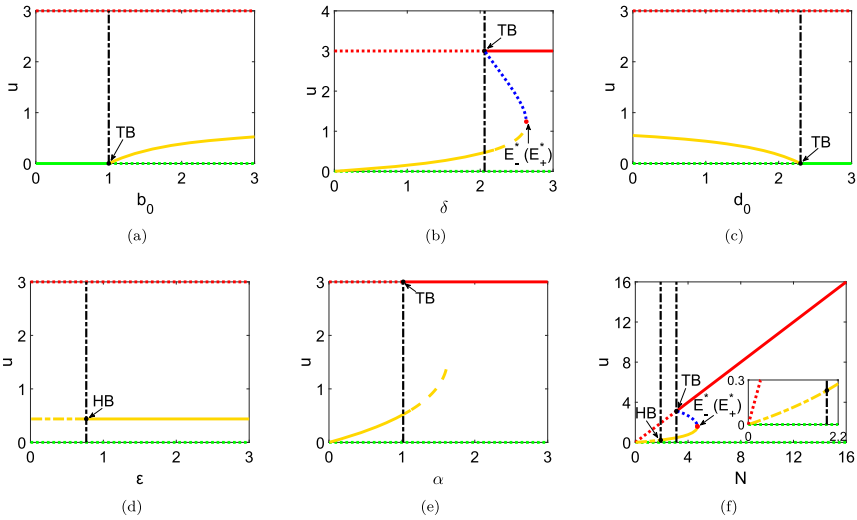 3
2
1
0
u
TB
0 1 2 3
b0
(a)
4
3
2
1
0
u
TB
E*-(E*+)
0 1 2 3
δ
(b)
3
2
1
0
u
TB
0 1 2 3
d0
(c)
3
2
1
0
u
HB
0 1 2 3
ε
(d)
3
2
1
0
u
TB
0 1 2 3
α
(e)
16
12
8
4
0
u
HB
TB
E*-(E*+)
0.3
0
0 2.2
0 4 8 12 16
N
(f)